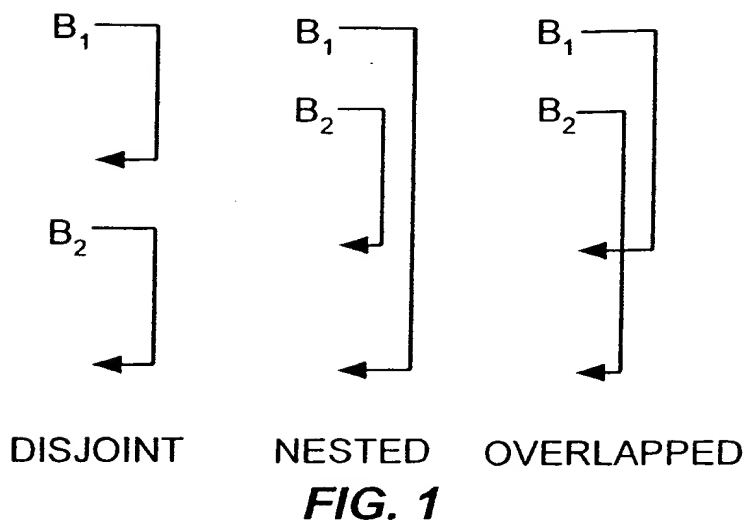 B1 B1 B1
B2 B2
B2
DISJOINT NESTED OVERLAPPED
FIG. 1